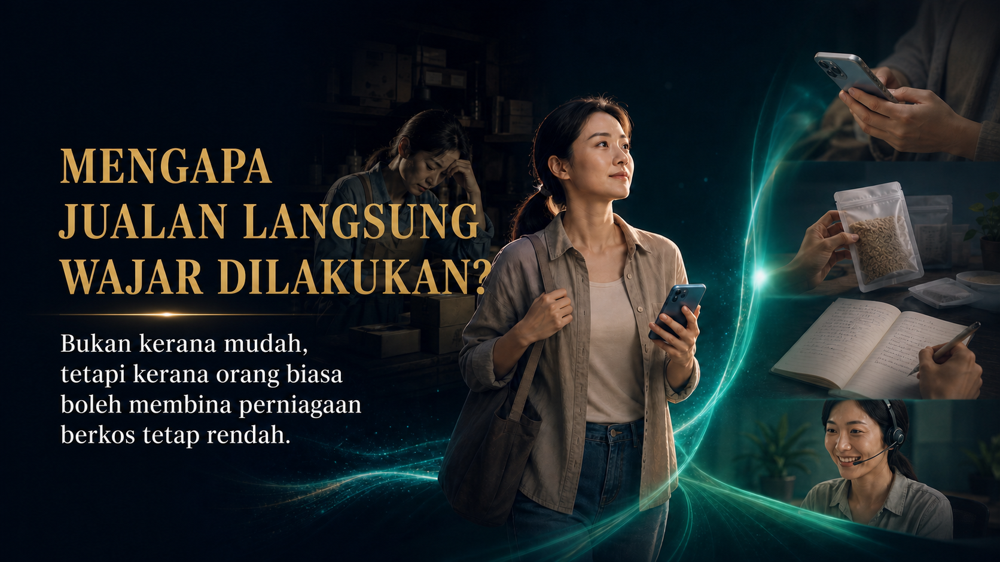 MENGAPA
JUALAN LANGSUNG
WAJAR DILAKUKAN?
Bukan kerana mudah,
tetapi kerana orang biasa
boleh membina perniagaan
berkos tetap rendah.